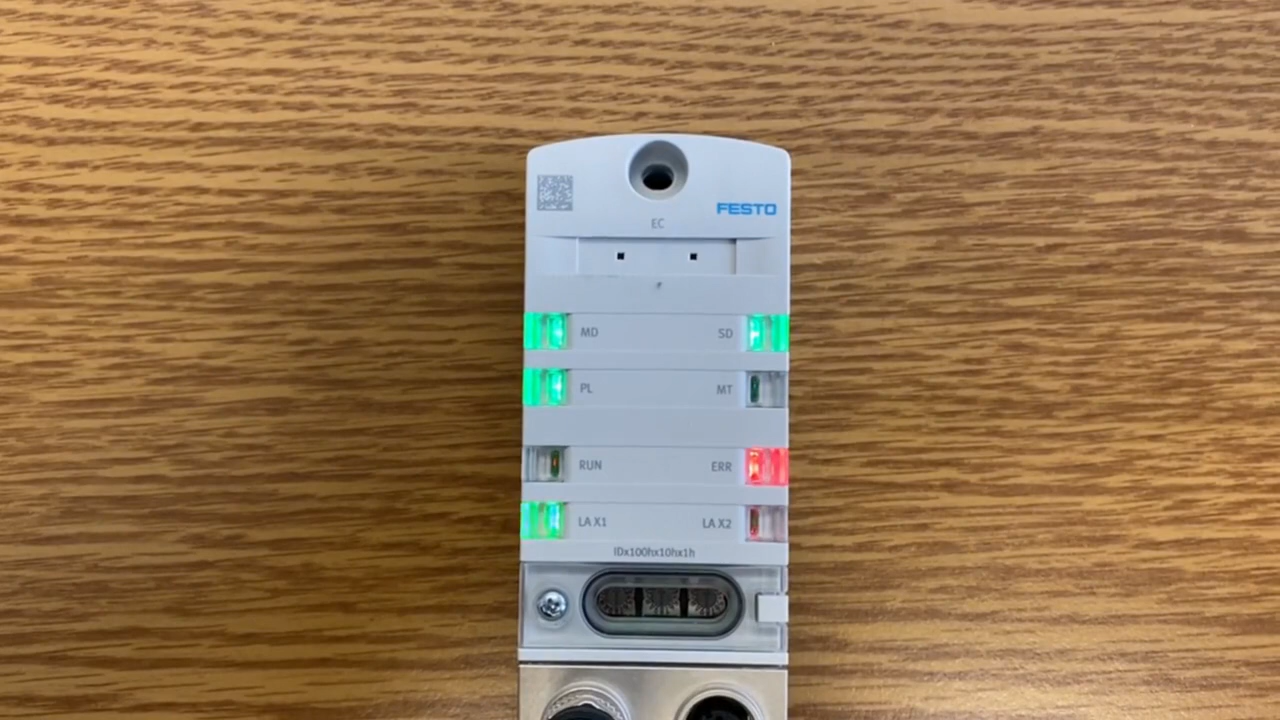 FESTO
EC
MD SD
PL MT
RUN ERR
LA X1 LA X2
IDx100hx10hx1h